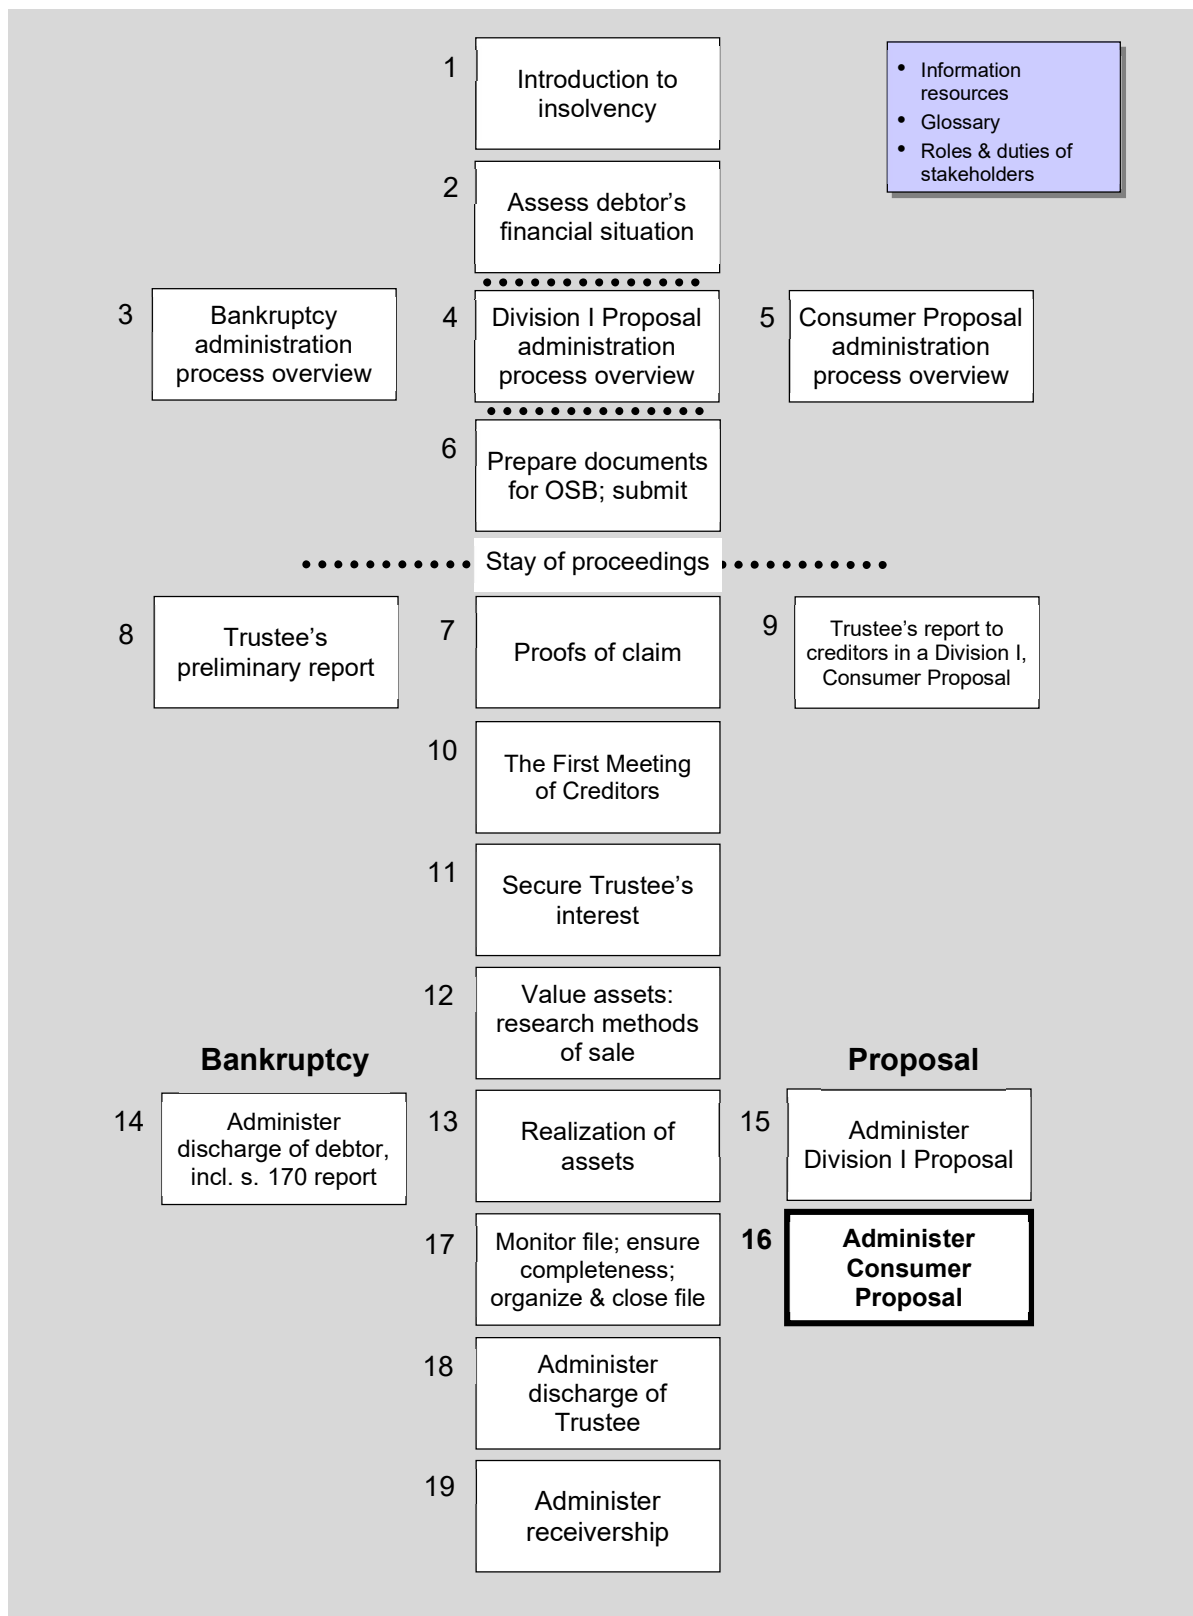 1
Introduction to
insolvency
• Information
resources
• Glossary
• Roles & duties of
stakeholders
2
Assess debtor’s
financial situation
3
Bankruptcy
administration
process overview
4
Division I Proposal
administration
process overview
5
Consumer Proposal
administration
process overview
6
Prepare documents
for OSB; submit
Stay of proceedings
8
Trustee’s
preliminary report
7
Proofs of claim
9
Trustee’s report to
creditors in a Division I,
Consumer Proposal
10
The First Meeting
of Creditors
11
Secure Trustee’s
interest
12
Value assets:
research methods
of sale
Bankruptcy
Proposal
14
Administer
discharge of debtor,
incl. s. 170 report
13
Realization of
assets
15
Administer
Division I Proposal
17
Monitor file; ensure
completeness;
organize & close file
16
Administer
Consumer
Proposal
18
Administer
discharge of
Trustee
19
Administer
receivership